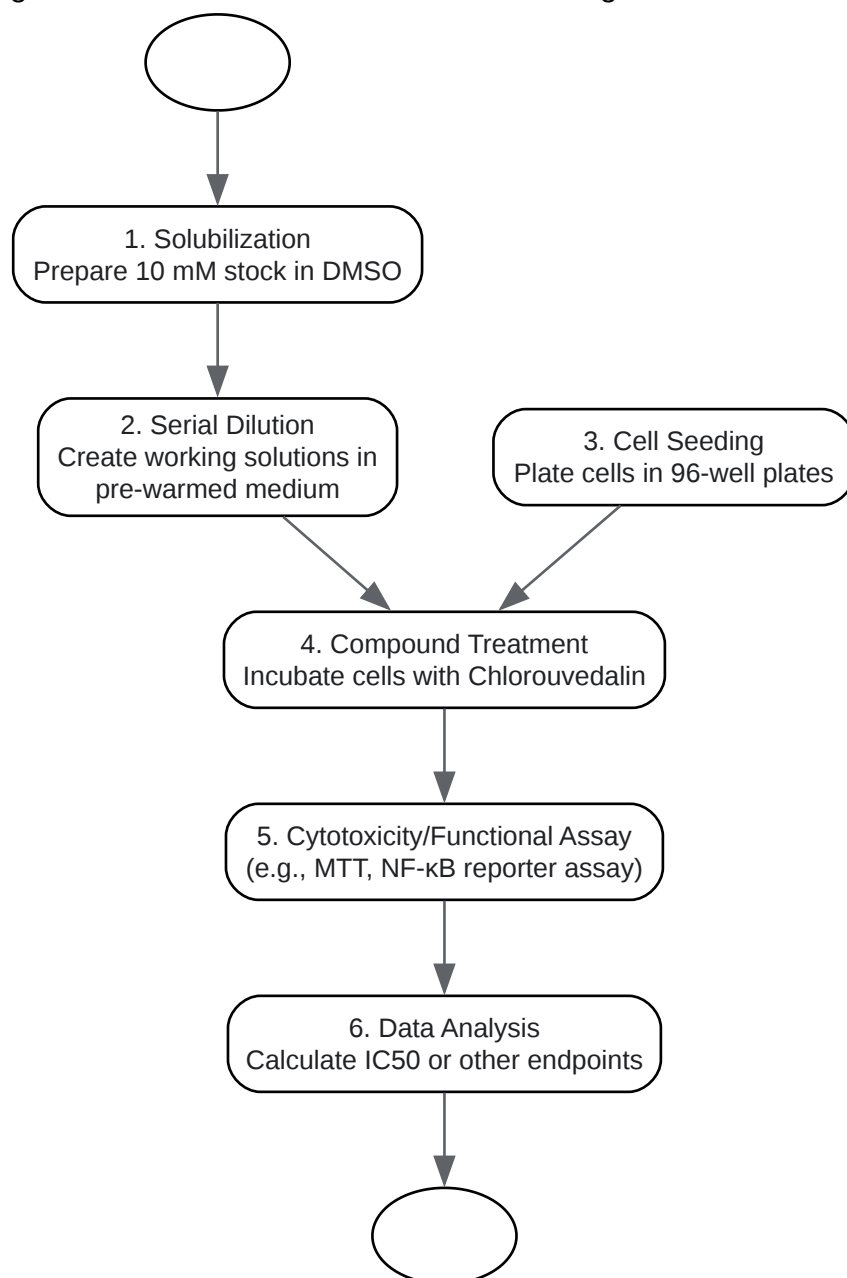 1. Solubilization
Prepare 10 mM stock in DMSO
2. Serial Dilution
Create working solutions in
pre-warmed medium
3. Cell Seeding
Plate cells in 96-well plates
4. Compound Treatment
Incubate cells with Chlorouvedalin
5. Cytotoxicity/Functional Assay
(e.g., MTT, NF-κB reporter assay)
6. Data Analysis
Calculate IC50 or other endpoints